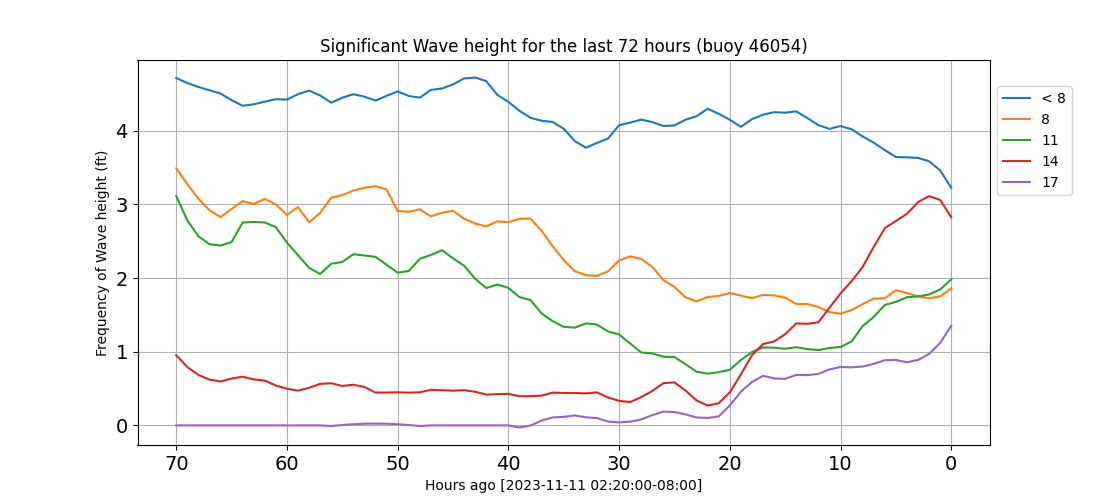 Significant Wave height for the last 72 hours (buoy 46054)
Frequency of Wave height (ft)
4
3
2
1
0
70 60 50 40 30 20 10 0
Hours ago [2023-11-11 02:20:00-08:00]
< 8
8
11
14
17